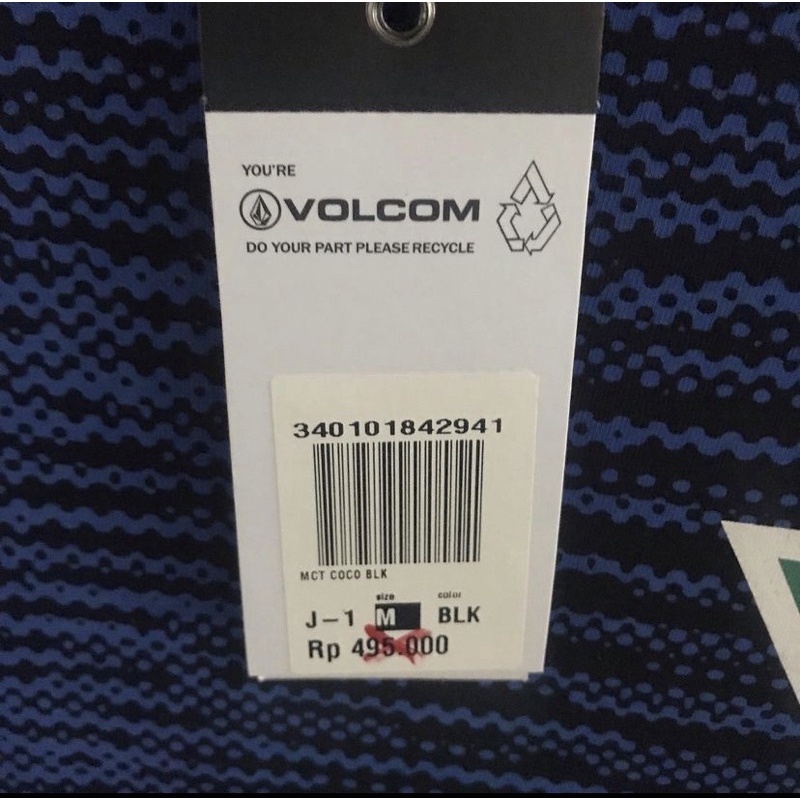 YOU'RE
VOLCOM
DO YOUR PART PLEASE RECYCLE
340101842941
MCT COCO BLK
size color
J-1 M BLK
Rp 495.000